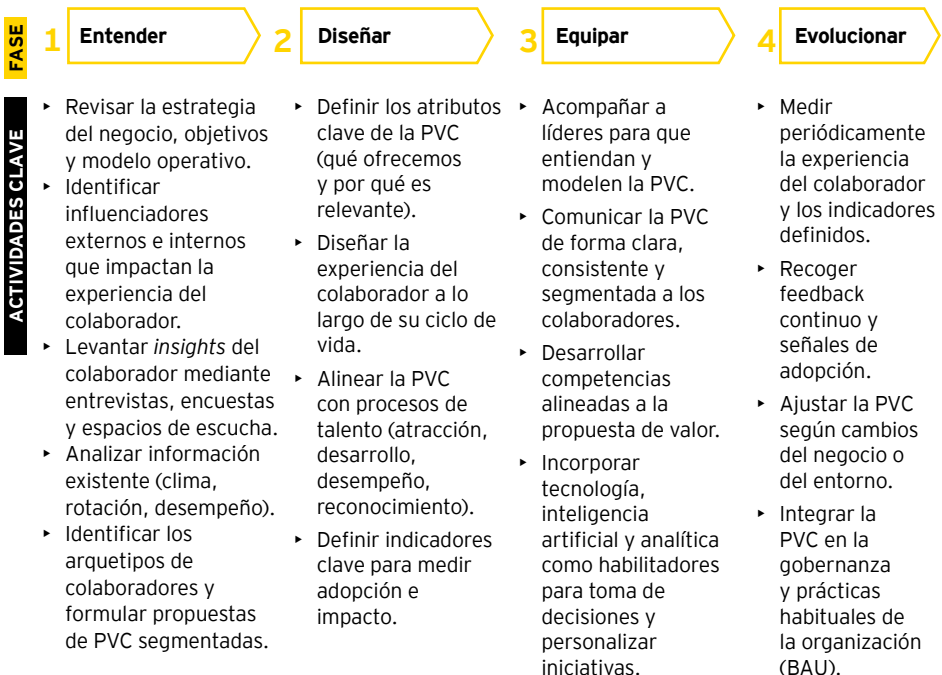 FASE
1 Entender
2 Diseñar
3 Equipar
4 Evolucionar
ACTIVIDADES CLAVE
‣ Revisar la estrategia
del negocio, objetivos
y modelo operativo.
‣ Identificar
influenciadores
externos e internos
que impactan la
experiencia del
colaborador.
‣ Levantar insights del
colaborador mediante
entrevistas, encuestas
y espacios de escucha.
‣ Analizar información
existente (clima,
rotación, desempeño).
‣ Identificar los
arquetipos de
colaboradores y
formular propuestas
de PVC segmentadas.
‣ Definir los atributos
clave de la PVC
(qué ofrecemos
y por qué es
relevante).
‣ Diseñar la
experiencia del
colaborador a lo
largo de su ciclo de
vida.
‣ Alinear la PVC
con procesos de
talento (atracción,
desarrollo,
desempeño,
reconocimiento).
‣ Definir indicadores
clave para medir
adopción e
impacto.
‣ Acompañar a
líderes para que
entiendan y
modelen la PVC.
‣ Comunicar la PVC
de forma clara,
consistente y
segmentada a los
colaboradores.
‣ Desarrollar
competencias
alineadas a la
propuesta de valor.
‣ Incorporar
tecnología,
inteligencia
artificial y analítica
como habilitadores
para toma de
decisiones y
personalizar
iniciativas.
‣ Medir
periódicamente
la experiencia
del colaborador
y los indicadores
definidos.
‣ Recoger
feedback
continuo y
señales de
adopción.
‣ Ajustar la PVC
según cambios
del negocio o
del entorno.
‣ Integrar la
PVC en la
gobernanza
y prácticas
habituales de
la organización
(BAU).